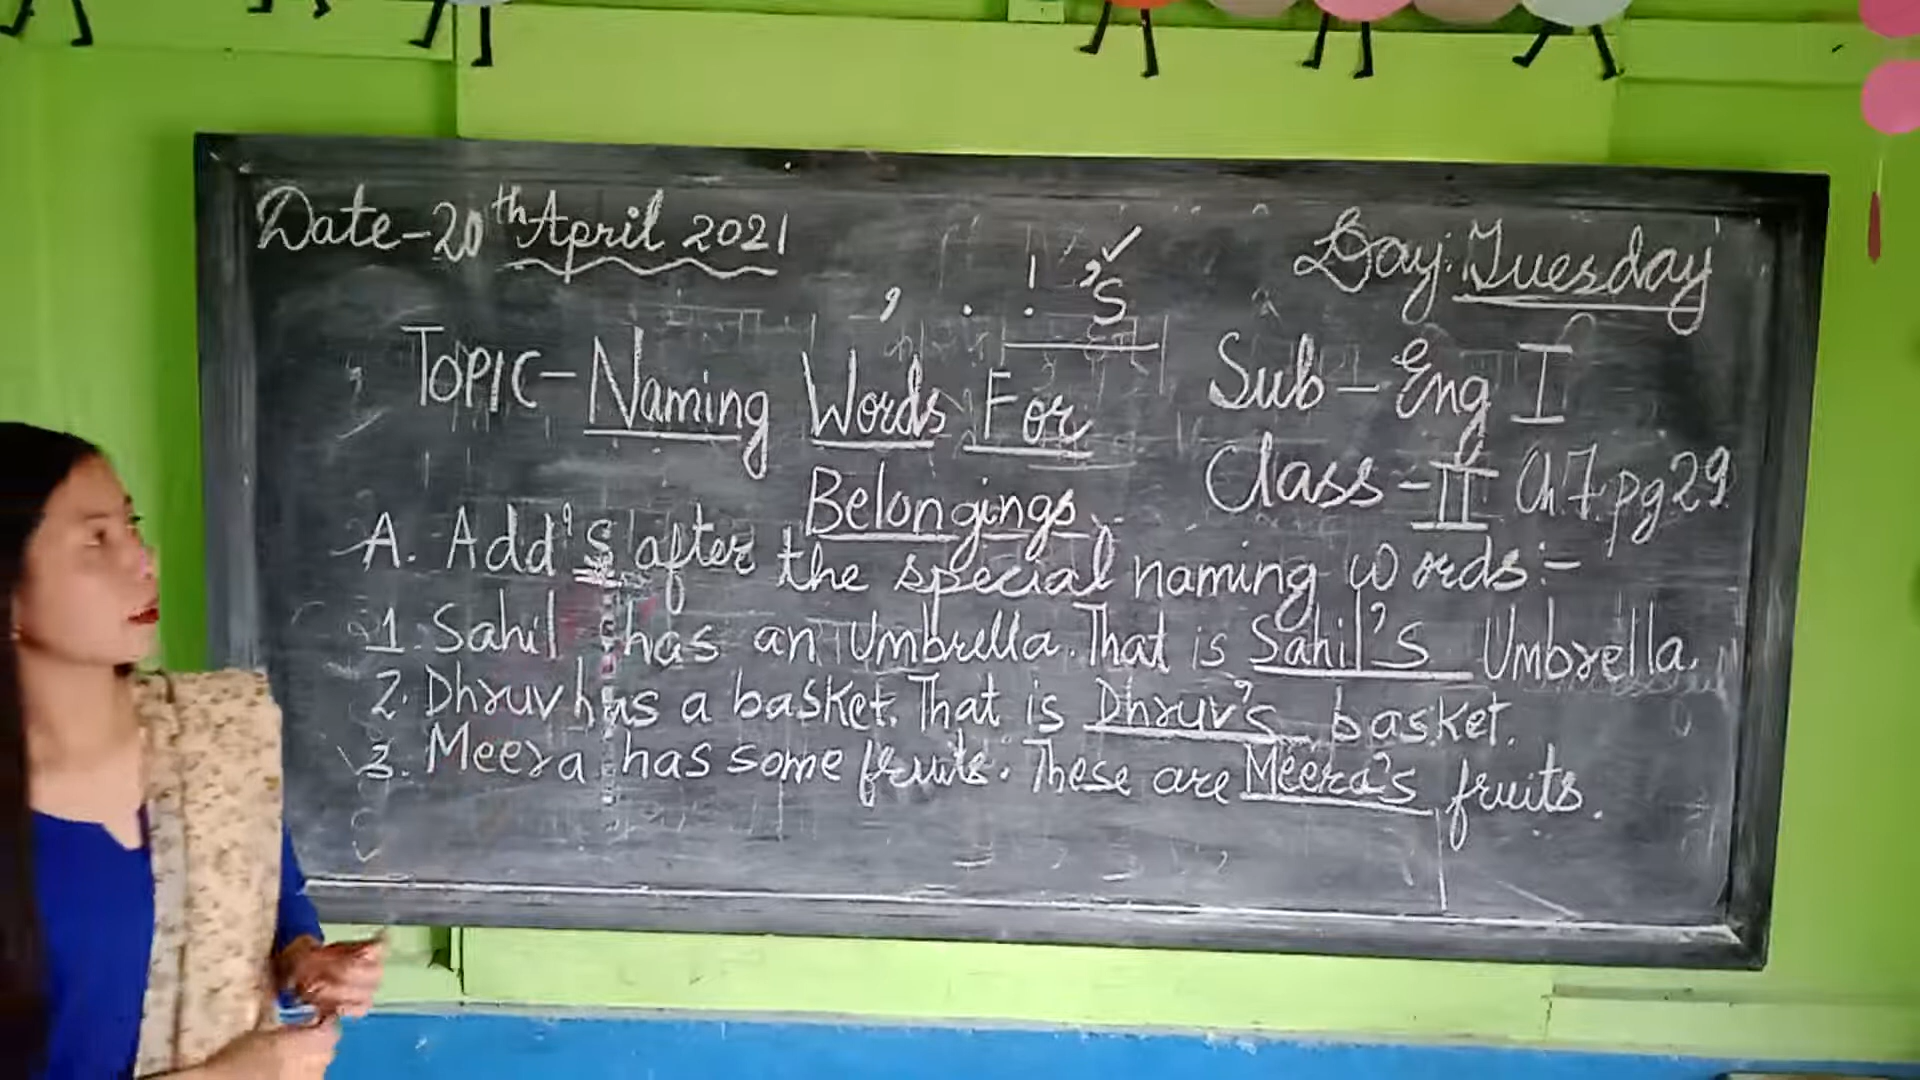 Date-20th April 2021
Day: Tuesday
, . ! 's ✓
TOPIC- Naming Words For
Belongings
Sub - Eng I
Class - II Ch 7. pg 29
A. Add 's after the special naming words:-
1. Sahil has an Umbrella. That is Sahil's Umbrella.
2. Dhruv has a basket. That is Dhruv's basket.
3. Meera has some fruits. These are Meera's fruits.